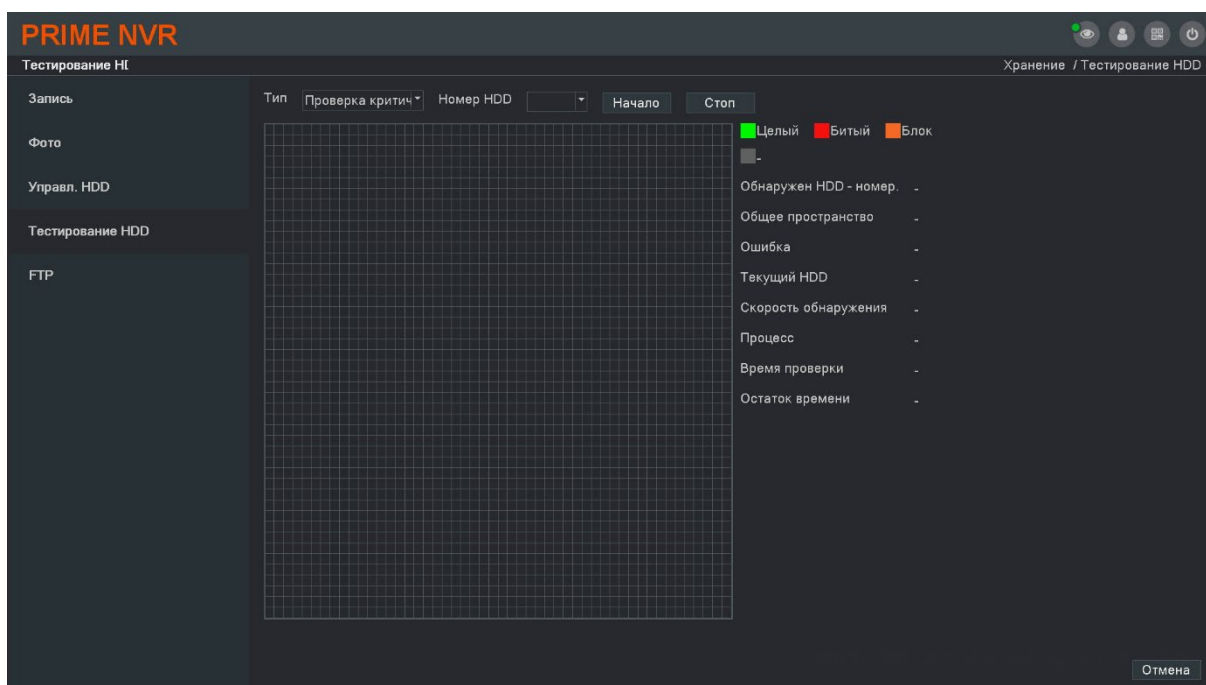 PRIME NVR
Тестирование HD
Хранение / Тестирование HDD
Запись
Фото
Управл. HDD
Тестирование HDD
FTP
Тип Проверка критич Номер HDD Начало Стоп
Целый Битый Блок
-
Обнаружен HDD - номер. -
Общее пространство -
Ошибка -
Текущий HDD -
Скорость обнаружения -
Процесс -
Время проверки -
Остаток времени -
Отмена